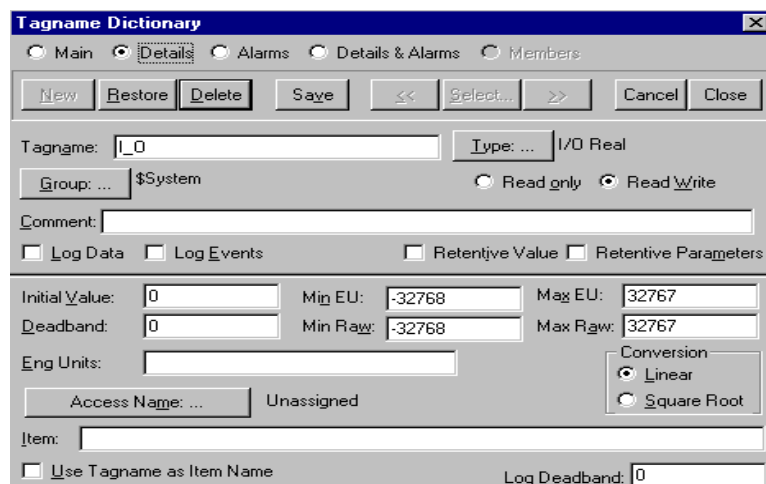 Tagname Dictionary
Main Details Alarms Details & Alarms Members
New Restore Delete Save << Select... >> Cancel Close
Tagname: I_O Type: ... I/O Real
Group: ... $System Read only Read Write
Comment:
Log Data Log Events Retentive Value Retentive Parameters
Initial Value: 0 Min EU: -32768 Max EU: 32767
Deadband: 0 Min Raw: -32768 Max Raw: 32767
Eng Units: Conversion
Linear
Access Name: ... Unassigned Square Root
Item:
Use Tagname as Item Name Log Deadband: 0